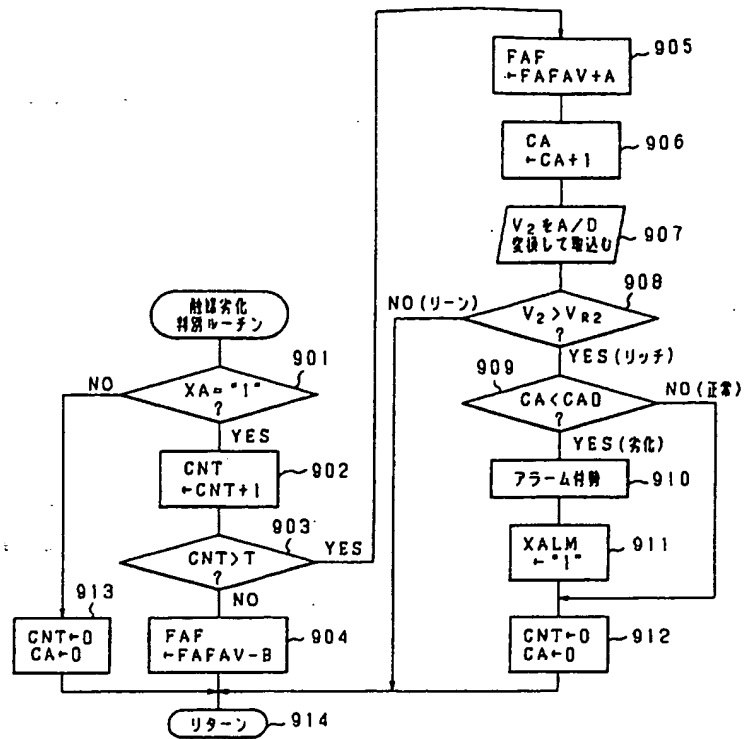 触媒劣化
判別ルーチン
901
XA="1"
?
NO
YES
CNT
←CNT+1
902
903
CNT>T
?
YES
NO
913
CNT←0
CA←0
FAF
←FAFAV-B
904
リターン
914
FAF
←FAFAV+A
905
CA
←CA+1
906
V2をA/D
変換して取込む
907
908
NO(リーン)
V2>VR2
?
YES(リッチ)
909
CA<CAD
?
NO(正常)
YES(劣化)
アラーム付勢
910
XALM
←"1"
911
CNT←0
CA←0
912